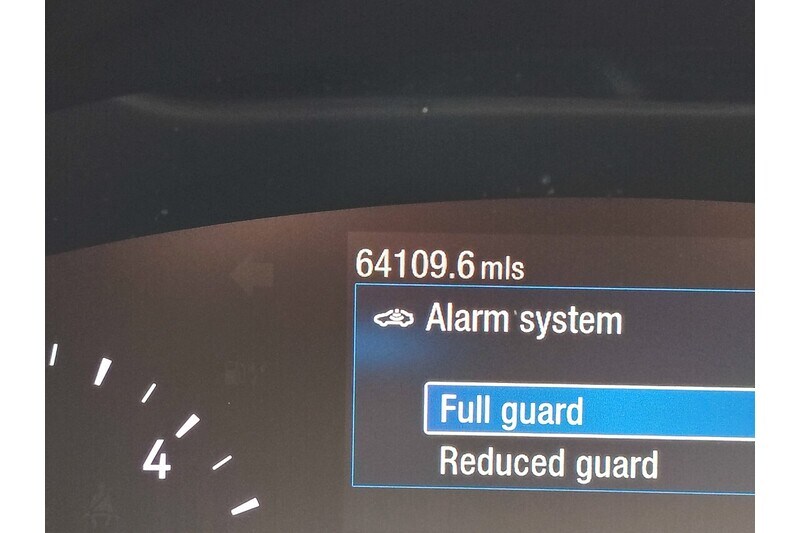 64109.6 mls
Alarm system
Full guard
4
Reduced guard